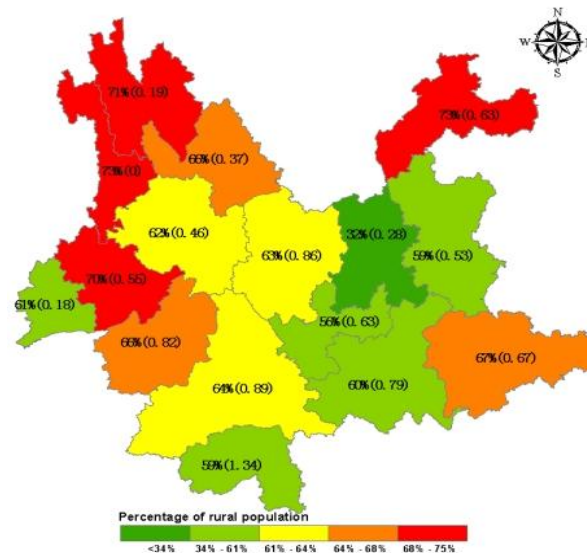 N
W
E
S
71%(0.19)
73%(0.63)
66%(0.37)
73%(0)
62%(0.46)
63%(0.86)
32%(0.28)
59%(0.53)
70%(0.55)
61%(0.18)
56%(0.63)
66%(0.82)
67%(0.67)
60%(0.79)
64%(0.89)
59%(1.34)
Percentage of rural population
<34% 34% - 61% 61% - 64% 64% - 68% 68% - 75%